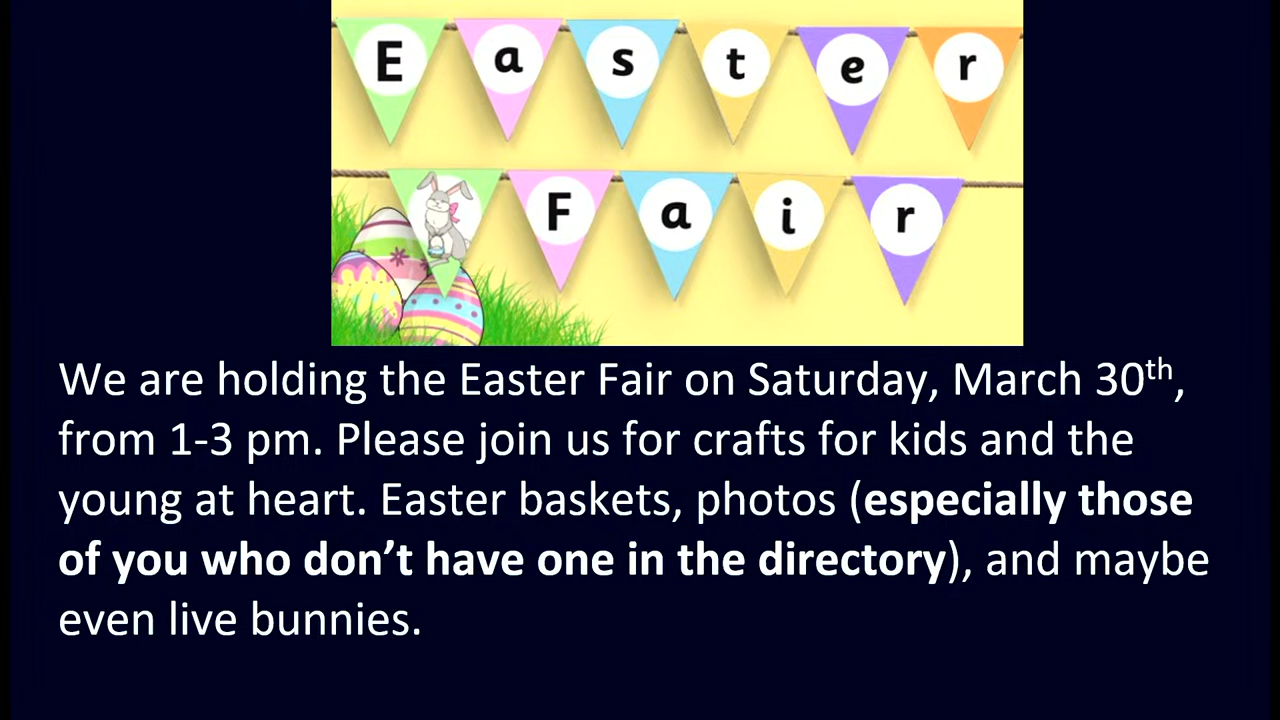 Easter
Fair
We are holding the Easter Fair on Saturday, March 30th,
from 1-3 pm. Please join us for crafts for kids and the
young at heart. Easter baskets, photos (especially those
of you who don’t have one in the directory), and maybe
even live bunnies.